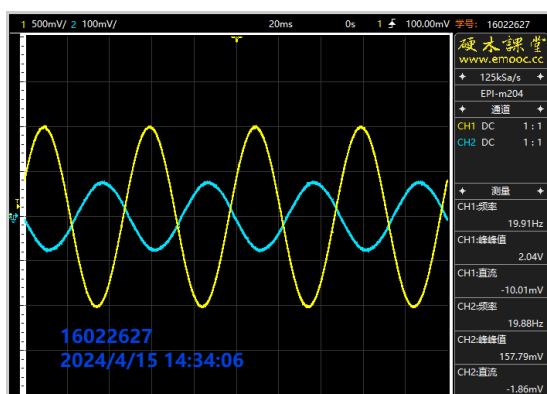 1 500mV/ 2 100mV/ 20ms 0s 1 100.00mV 学号: 16022627
硬木課堂
www.emooc.cc
125kSa/s
EPI-m204
通道
CH1 DC 1:1
CH2 DC 1:1
测量
CH1:频率
19.91Hz
CH1:峰峰值
2.04V
CH1:直流
-10.01mV
CH2:频率
19.88Hz
CH2:峰峰值
157.79mV
CH2:直流
-1.86mV
16022627
2024/4/15 14:34:06